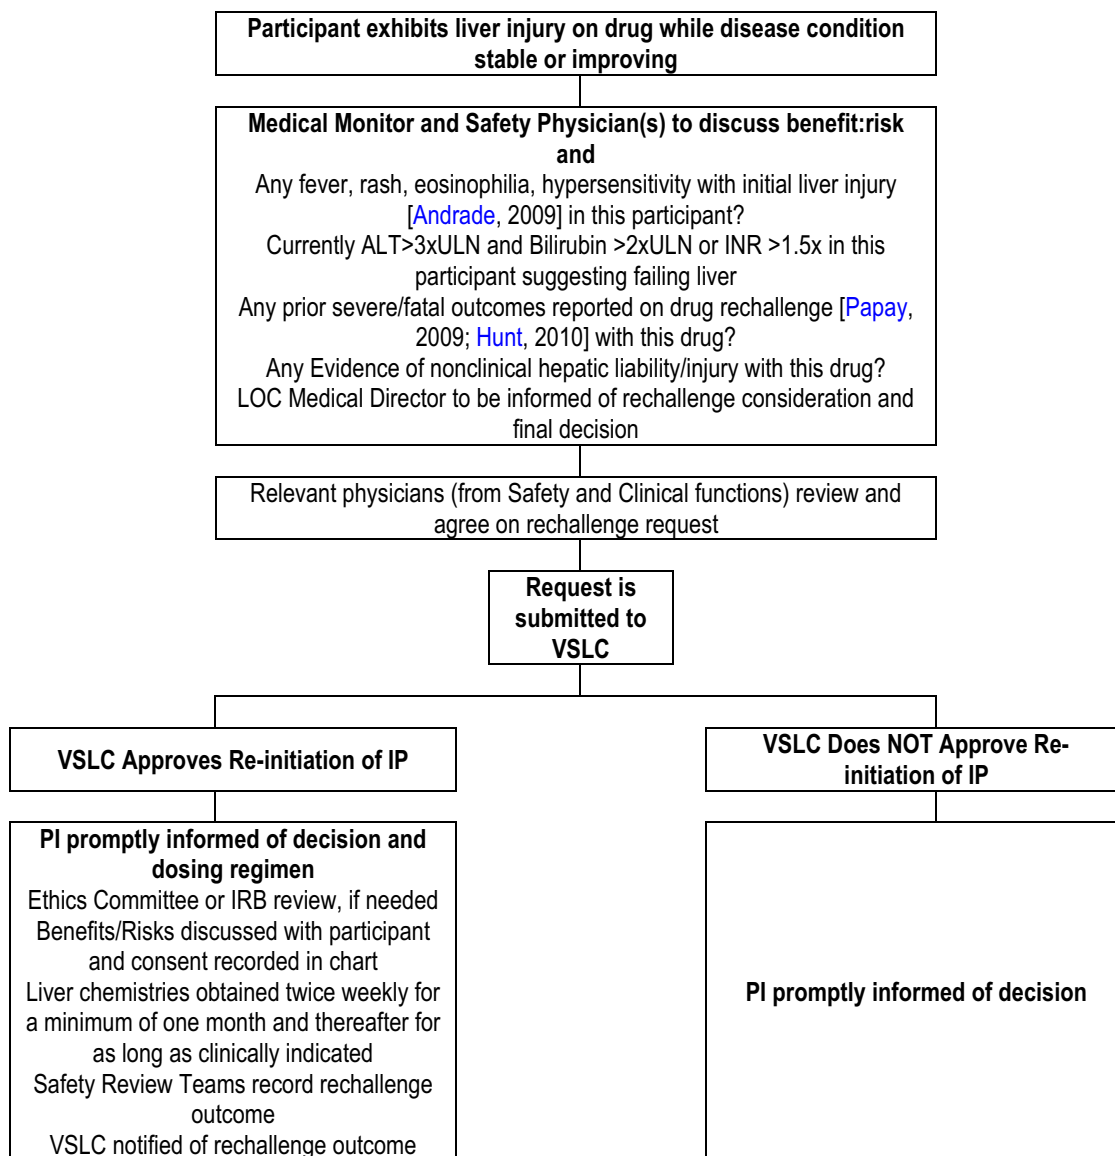 Participant exhibits liver injury on drug while disease condition
stable or improving
Medical Monitor and Safety Physician(s) to discuss benefit:risk
and
Any fever, rash, eosinophilia, hypersensitivity with initial liver injury
[Andrade, 2009] in this participant?
Currently ALT>3xULN and Bilirubin >2xULN or INR >1.5x in this
participant suggesting failing liver
Any prior severe/fatal outcomes reported on drug rechallenge [Papay,
2009; Hunt, 2010] with this drug?
Any Evidence of nonclinical hepatic liability/injury with this drug?
LOC Medical Director to be informed of rechallenge consideration and
final decision
Relevant physicians (from Safety and Clinical functions) review and
agree on rechallenge request
Request is
submitted to
VSLC
VSLC Approves Re-initiation of IP
VSLC Does NOT Approve Re-
initiation of IP
PI promptly informed of decision and
dosing regimen
Ethics Committee or IRB review, if needed
Benefits/Risks discussed with participant
and consent recorded in chart
Liver chemistries obtained twice weekly for
a minimum of one month and thereafter for
as long as clinically indicated
Safety Review Teams record rechallenge
outcome
VSLC notified of rechallenge outcome
PI promptly informed of decision